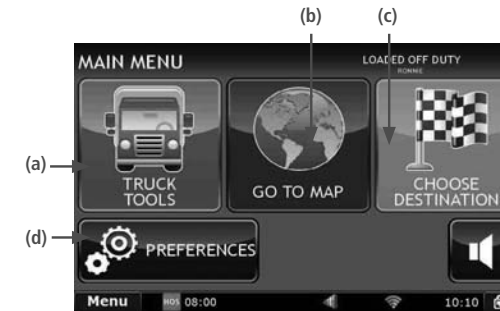 (b) (c)
MAIN MENU
LOADED OFF DUTY
RONNIE
(a)
TRUCK
TOOLS
GO TO MAP
CHOOSE
DESTINATION
(d)
PREFERENCES
Menu HOS 08:00 10:10